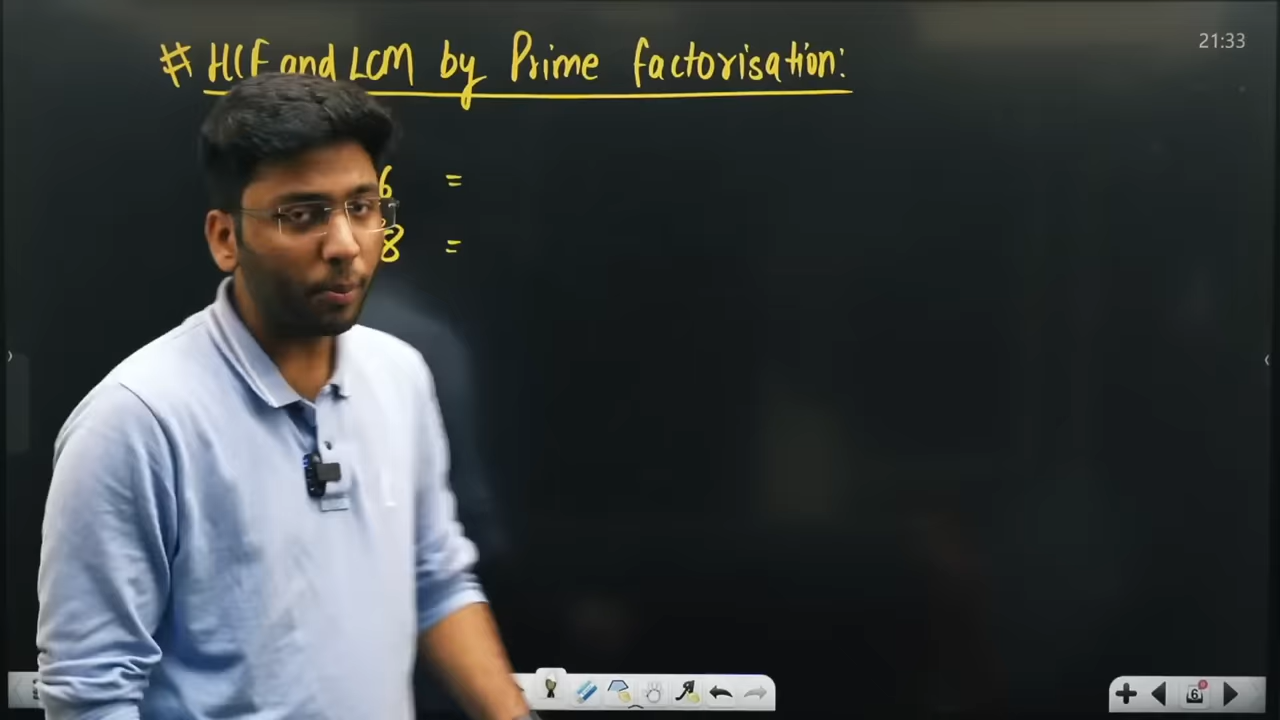 21:33
# HCF and LCM by Prime factorisation:
6 =
8 =